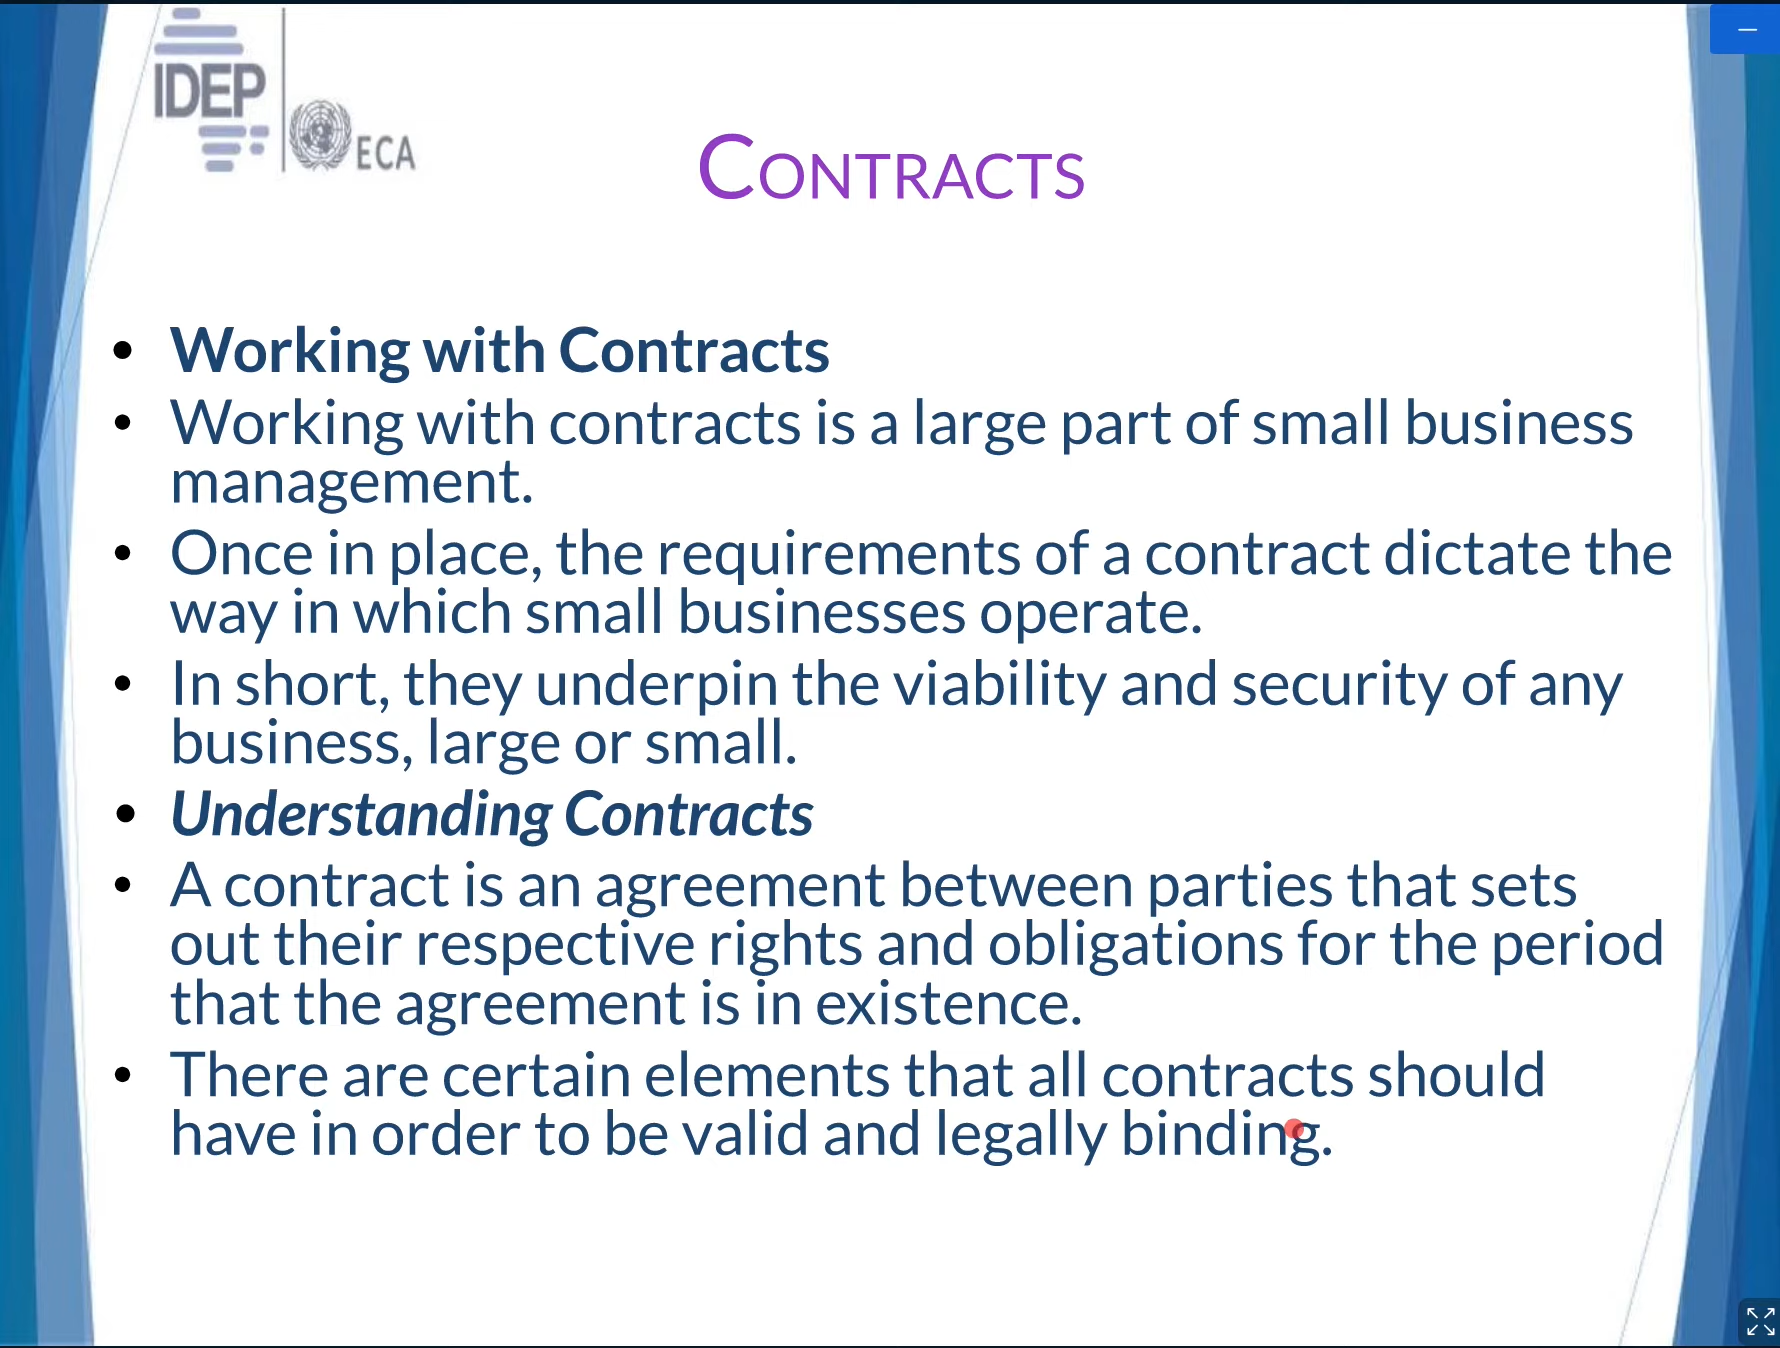 IDEP
ECA
CONTRACTS
• Working with Contracts
• Working with contracts is a large part of small business
management.
• Once in place, the requirements of a contract dictate the
way in which small businesses operate.
• In short, they underpin the viability and security of any
business, large or small.
• Understanding Contracts
• A contract is an agreement between parties that sets
out their respective rights and obligations for the period
that the agreement is in existence.
• There are certain elements that all contracts should
have in order to be valid and legally binding.